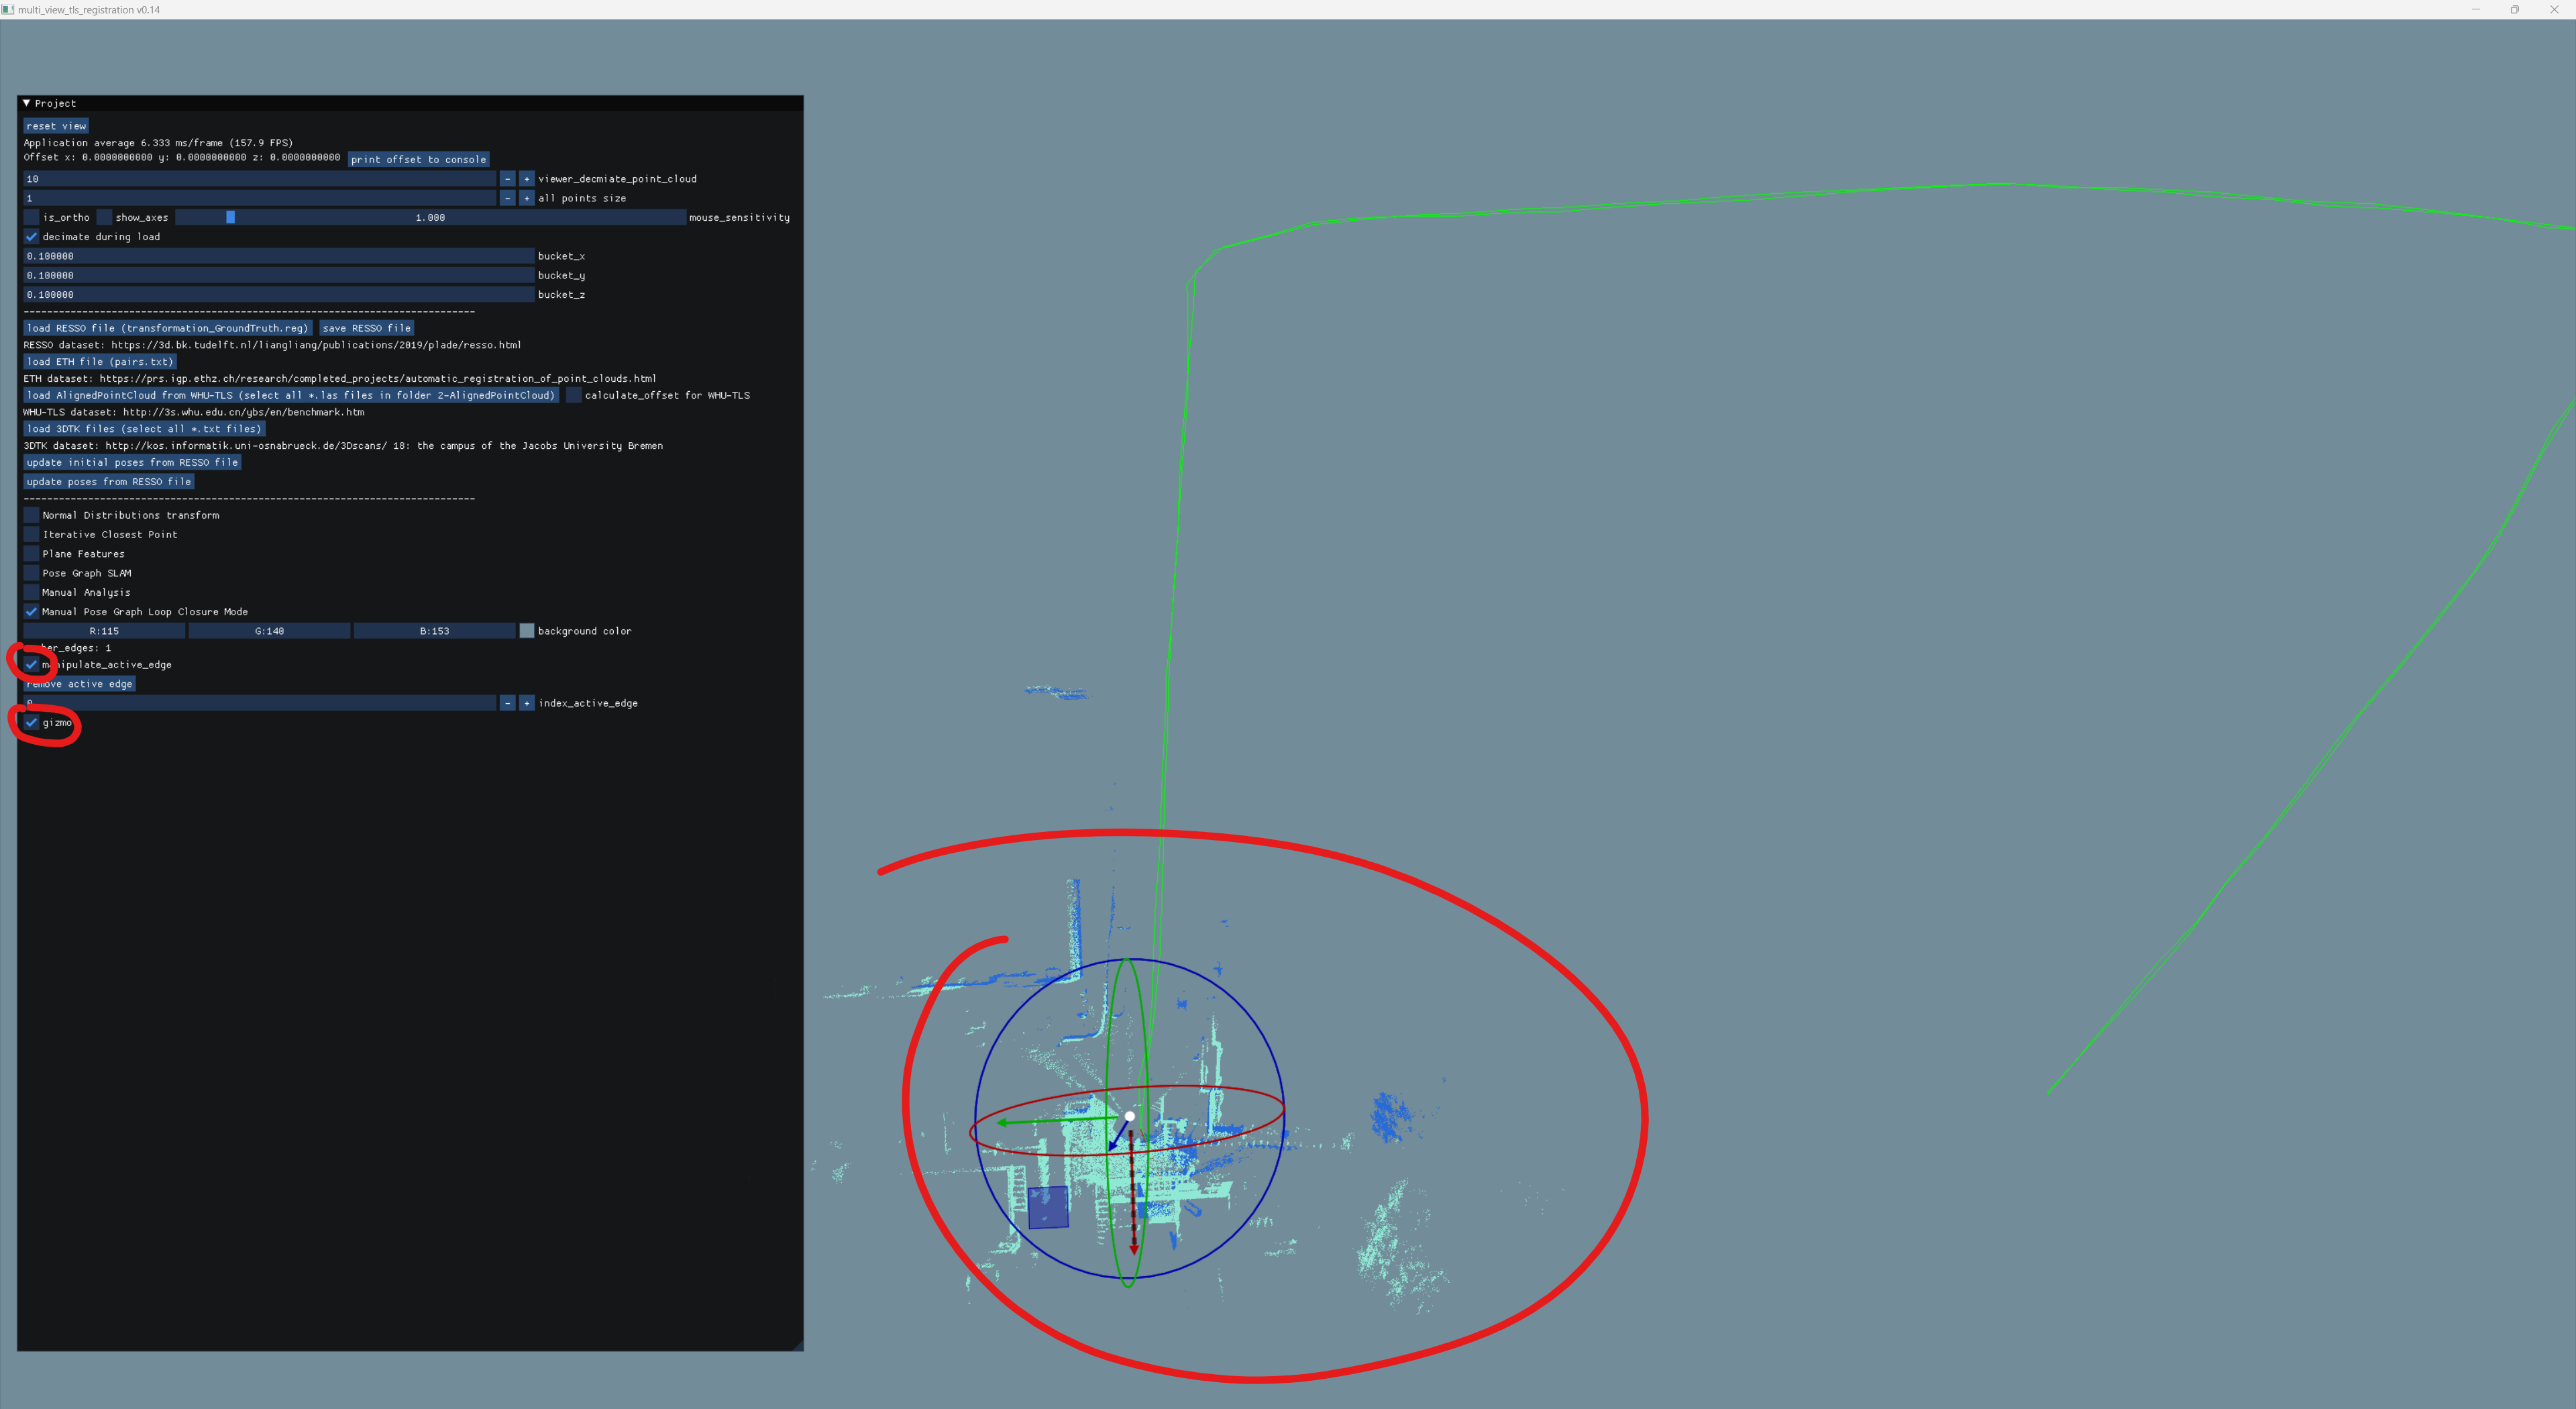 multi_view_tls_registration v0.14
Project
reset view
Application average 6.333 ms/frame (157.9 FPS)
Offset x: 0.0000000000 y: 0.0000000000 z: 0.0000000000 print offset to console
10 - + viewer_decmiate_point_cloud
1 - + all points size
is_ortho show_axes 1.000 mouse_sensitivity
decimate during load
0.100000 bucket_x
0.100000 bucket_y
0.100000 bucket_z
--------------------------------------------------------------------------------
load RESSO file (transformation_GroundTruth.reg) save RESSO file
RESSO dataset: https://3d.bk.tudelft.nl/liangliang/publications/2019/plade/resso.html
load ETH file (pairs.txt)
ETH dataset: https://prs.igp.ethz.ch/research/completed_projects/automatic_registration_of_point_clouds.html
load AlignedPointCloud from WHU-TLS (select all *.las files in folder 2-AlignedPointCloud) calculate_offset for WHU-TLS
WHU-TLS dataset: http://3s.whu.edu.cn/ybs/en/benchmark.htm
load 3DTK files (select all *.txt files)
3DTK dataset: http://kos.informatik.uni-osnabrueck.de/3Dscans/ 18: the campus of the Jacobs University Bremen
update initial poses from RESSO file
update poses from RESSO file
--------------------------------------------------------------------------------
Normal Distributions transform
Iterative Closest Point
Plane Features
Pose Graph SLAM
Manual Analysis
Manual Pose Graph Loop Closure Mode
R:115 G:140 B:153 background color
ber_edges: 1
manipulate_active_edge
remove active edge
0 - + index_active_edge
gizmo